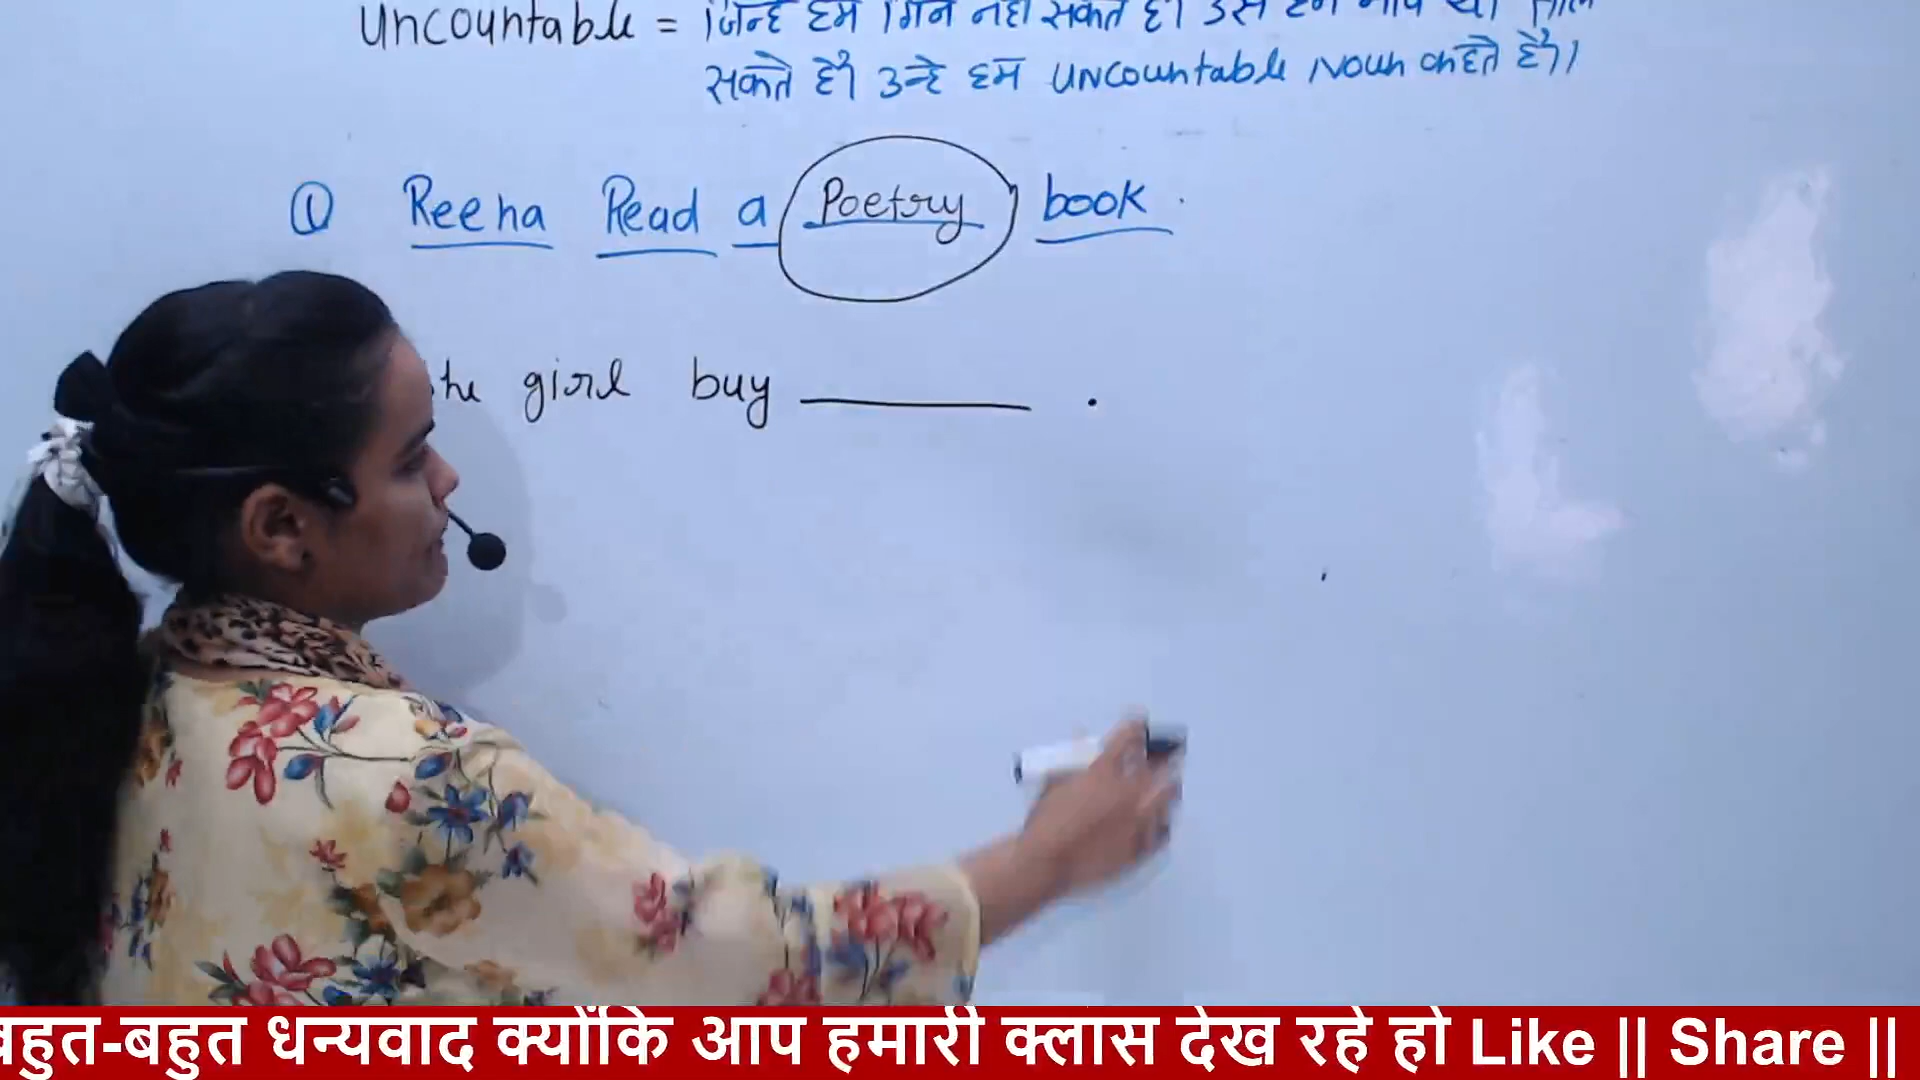 Uncountable = जिन्हे हम गिन नही सकते है। उसे हम
सकते है। उन्हे हम uncountable Noun कहते है।
① Reena Read a Poetry book.
the girl buy ______ .
बहुत-बहुत धन्यवाद क्योंकि आप हमारी क्लास देख रहे हो Like || Share ||